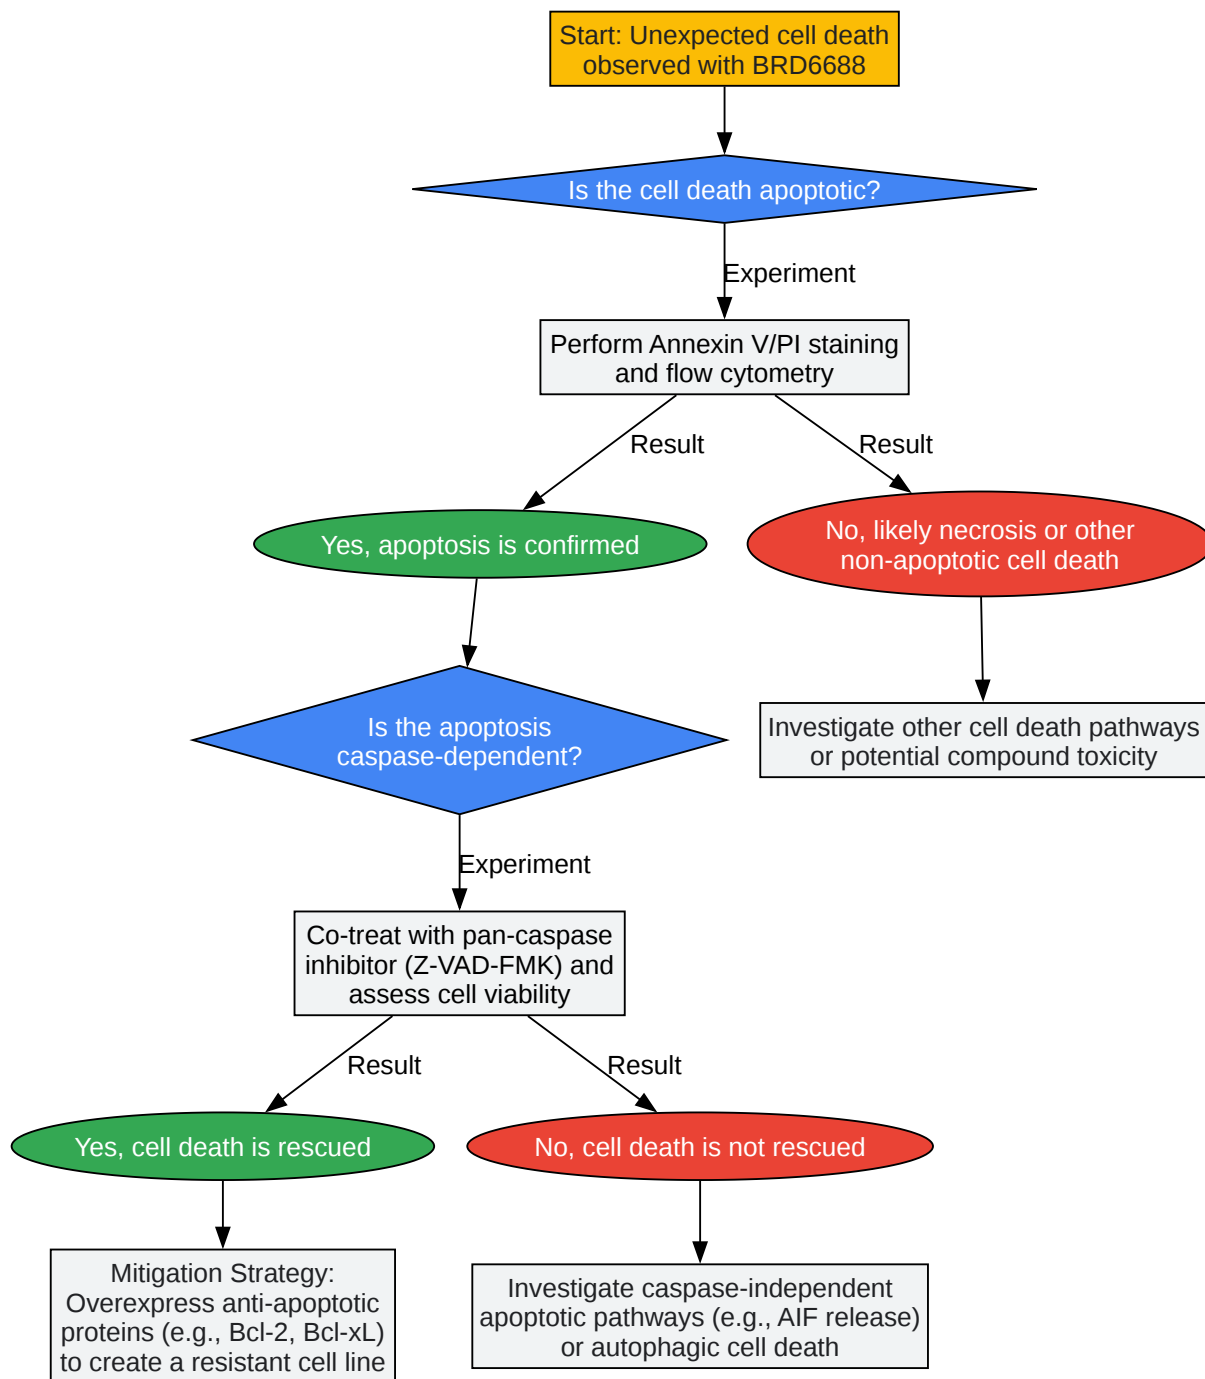 Start: Unexpected cell death
observed with BRD6688
Is the cell death apoptotic?
Experiment
Perform Annexin V/PI staining
and flow cytometry
Result
Result
Yes, apoptosis is confirmed
No, likely necrosis or other
non-apoptotic cell death
Is the apoptosis
caspase-dependent?
Investigate other cell death pathways
or potential compound toxicity
Experiment
Co-treat with pan-caspase
inhibitor (Z-VAD-FMK) and
assess cell viability
Result
Result
Yes, cell death is rescued
No, cell death is not rescued
Mitigation Strategy:
Overexpress anti-apoptotic
proteins (e.g., Bcl-2, Bcl-xL)
to create a resistant cell line
Investigate caspase-independent
apoptotic pathways (e.g., AIF release)
or autophagic cell death